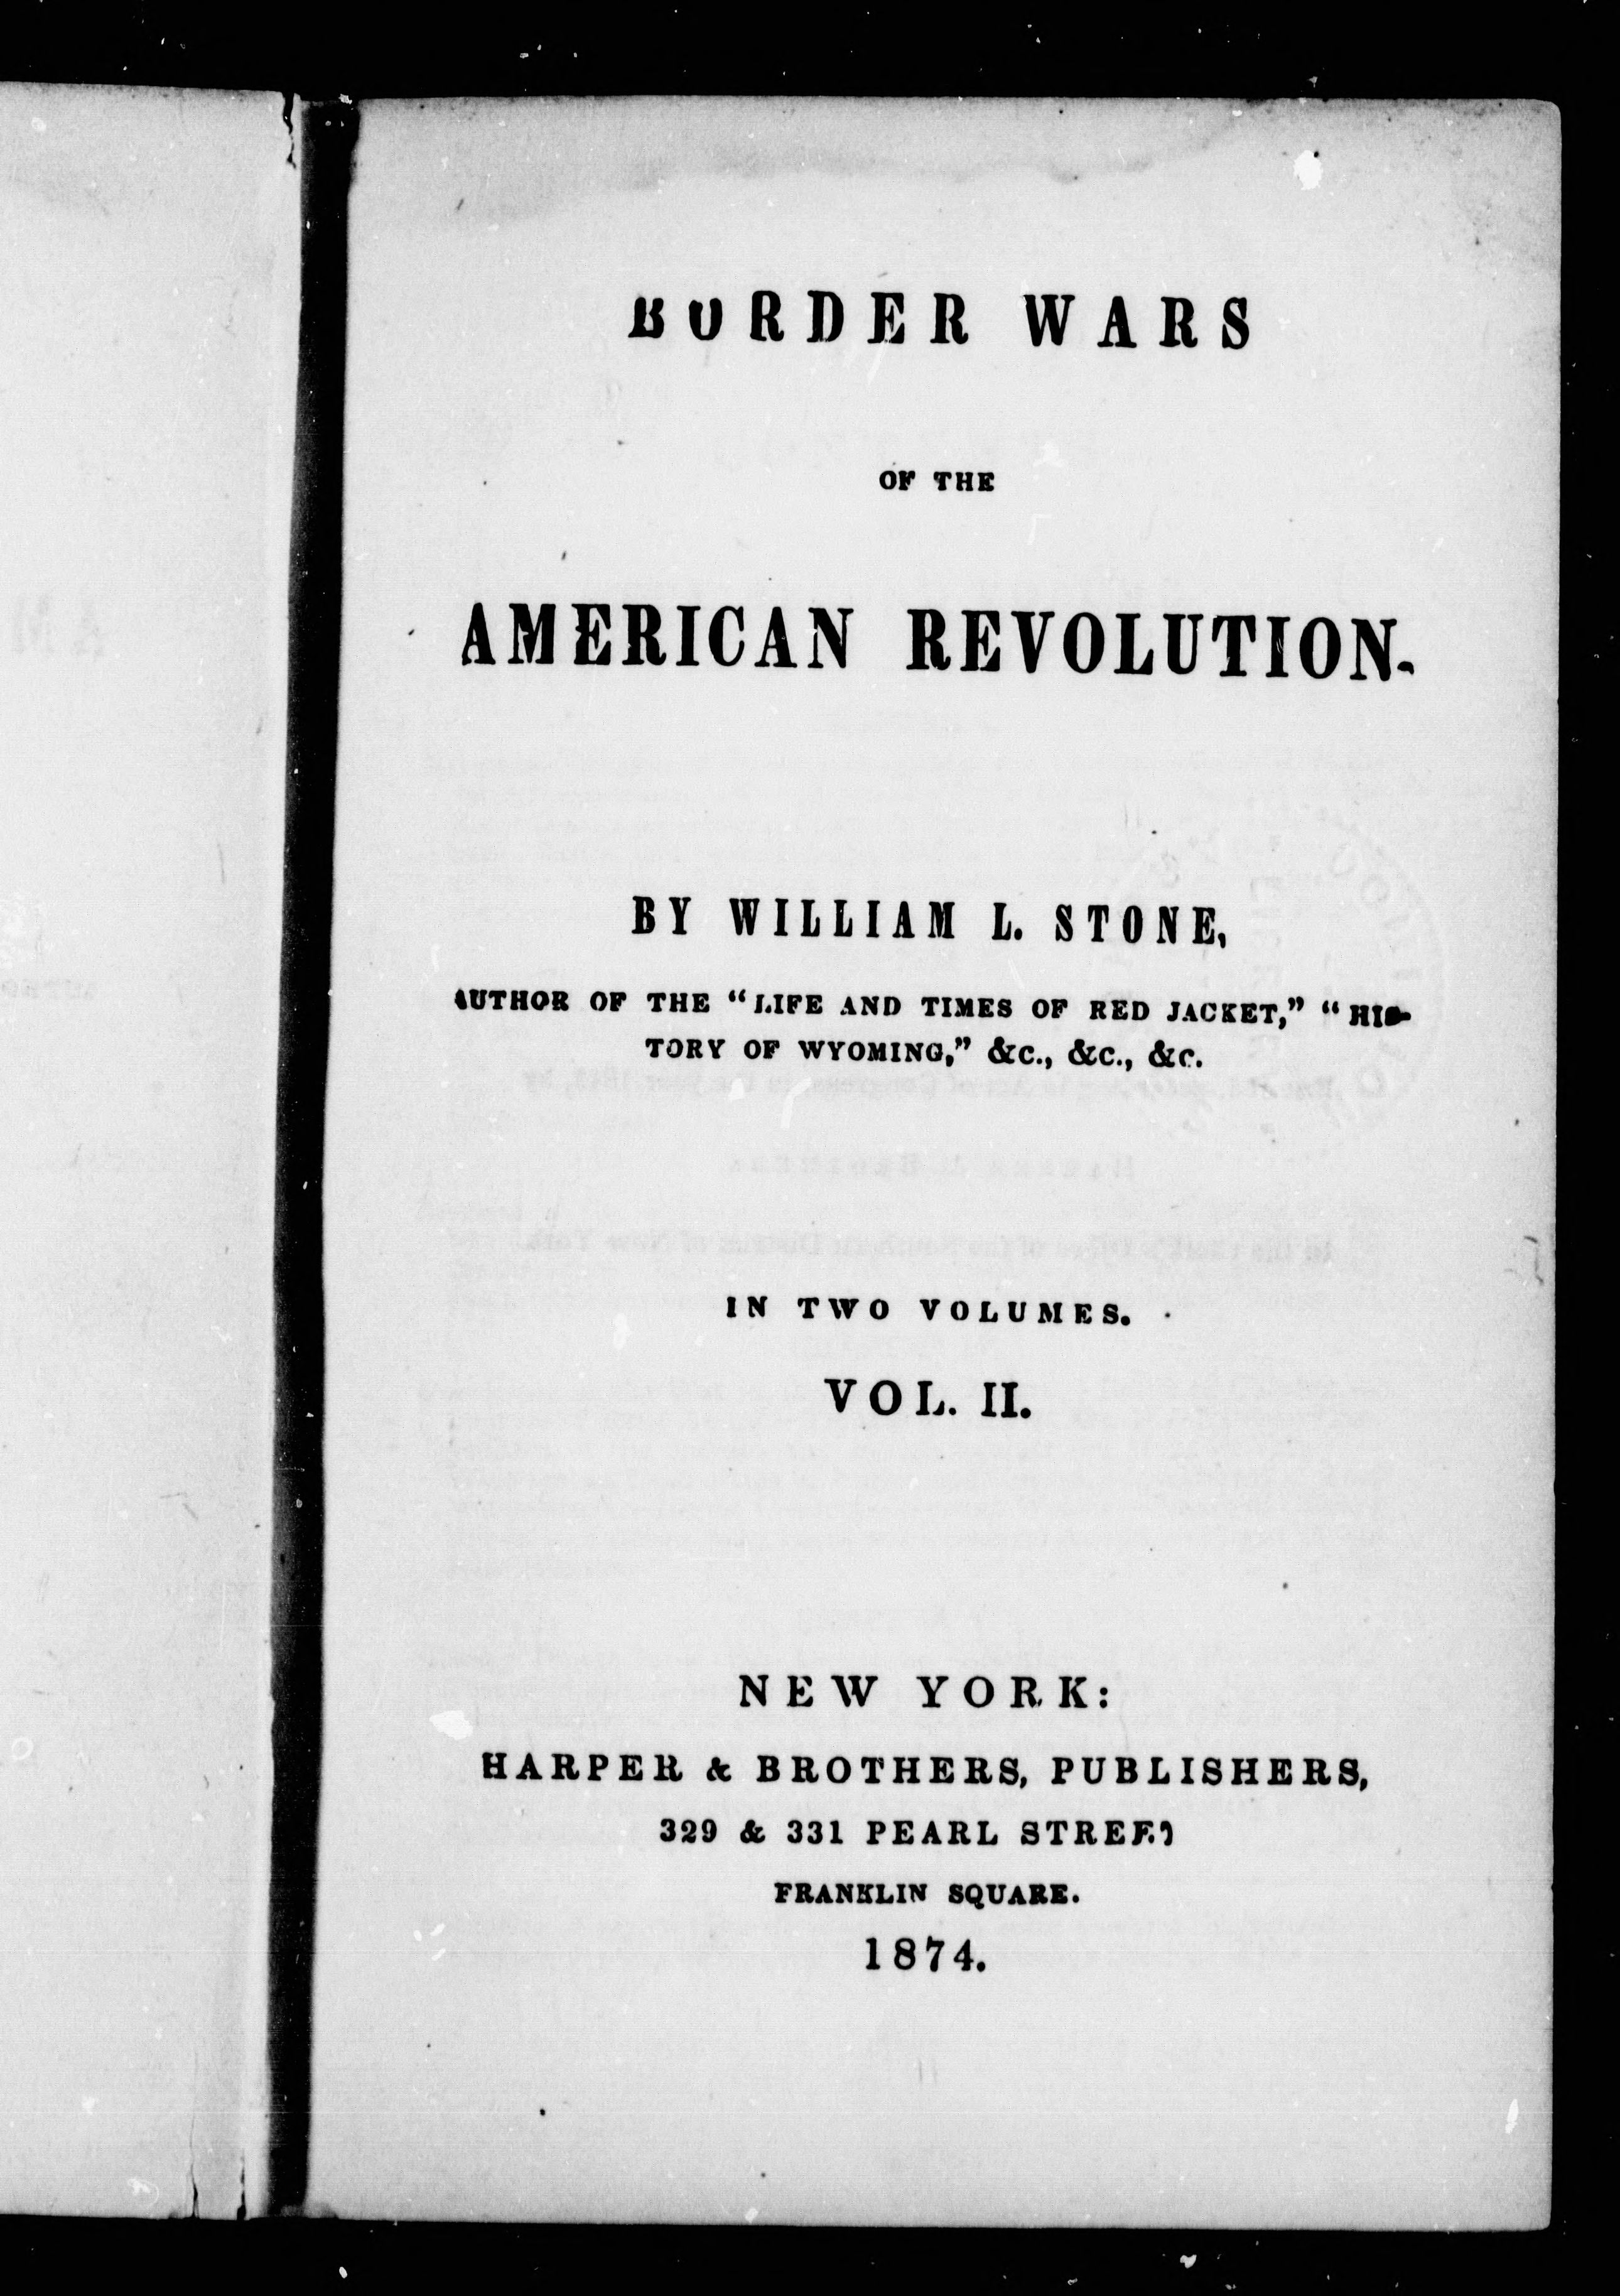 BORDER WARS
OF THE
AMERICAN REVOLUTION.
BY WILLIAM L. STONE,
AUTHOR OF THE "LIFE AND TIMES OF RED JACKET," "HIS-
TORY OF WYOMING," &C., &C., &C.
IN TWO VOLUMES.
VOL. II.
NEW YORK:
HARPER & BROTHERS, PUBLISHERS,
329 & 331 PEARL STREET
FRANKLIN SQUARE.
1874.